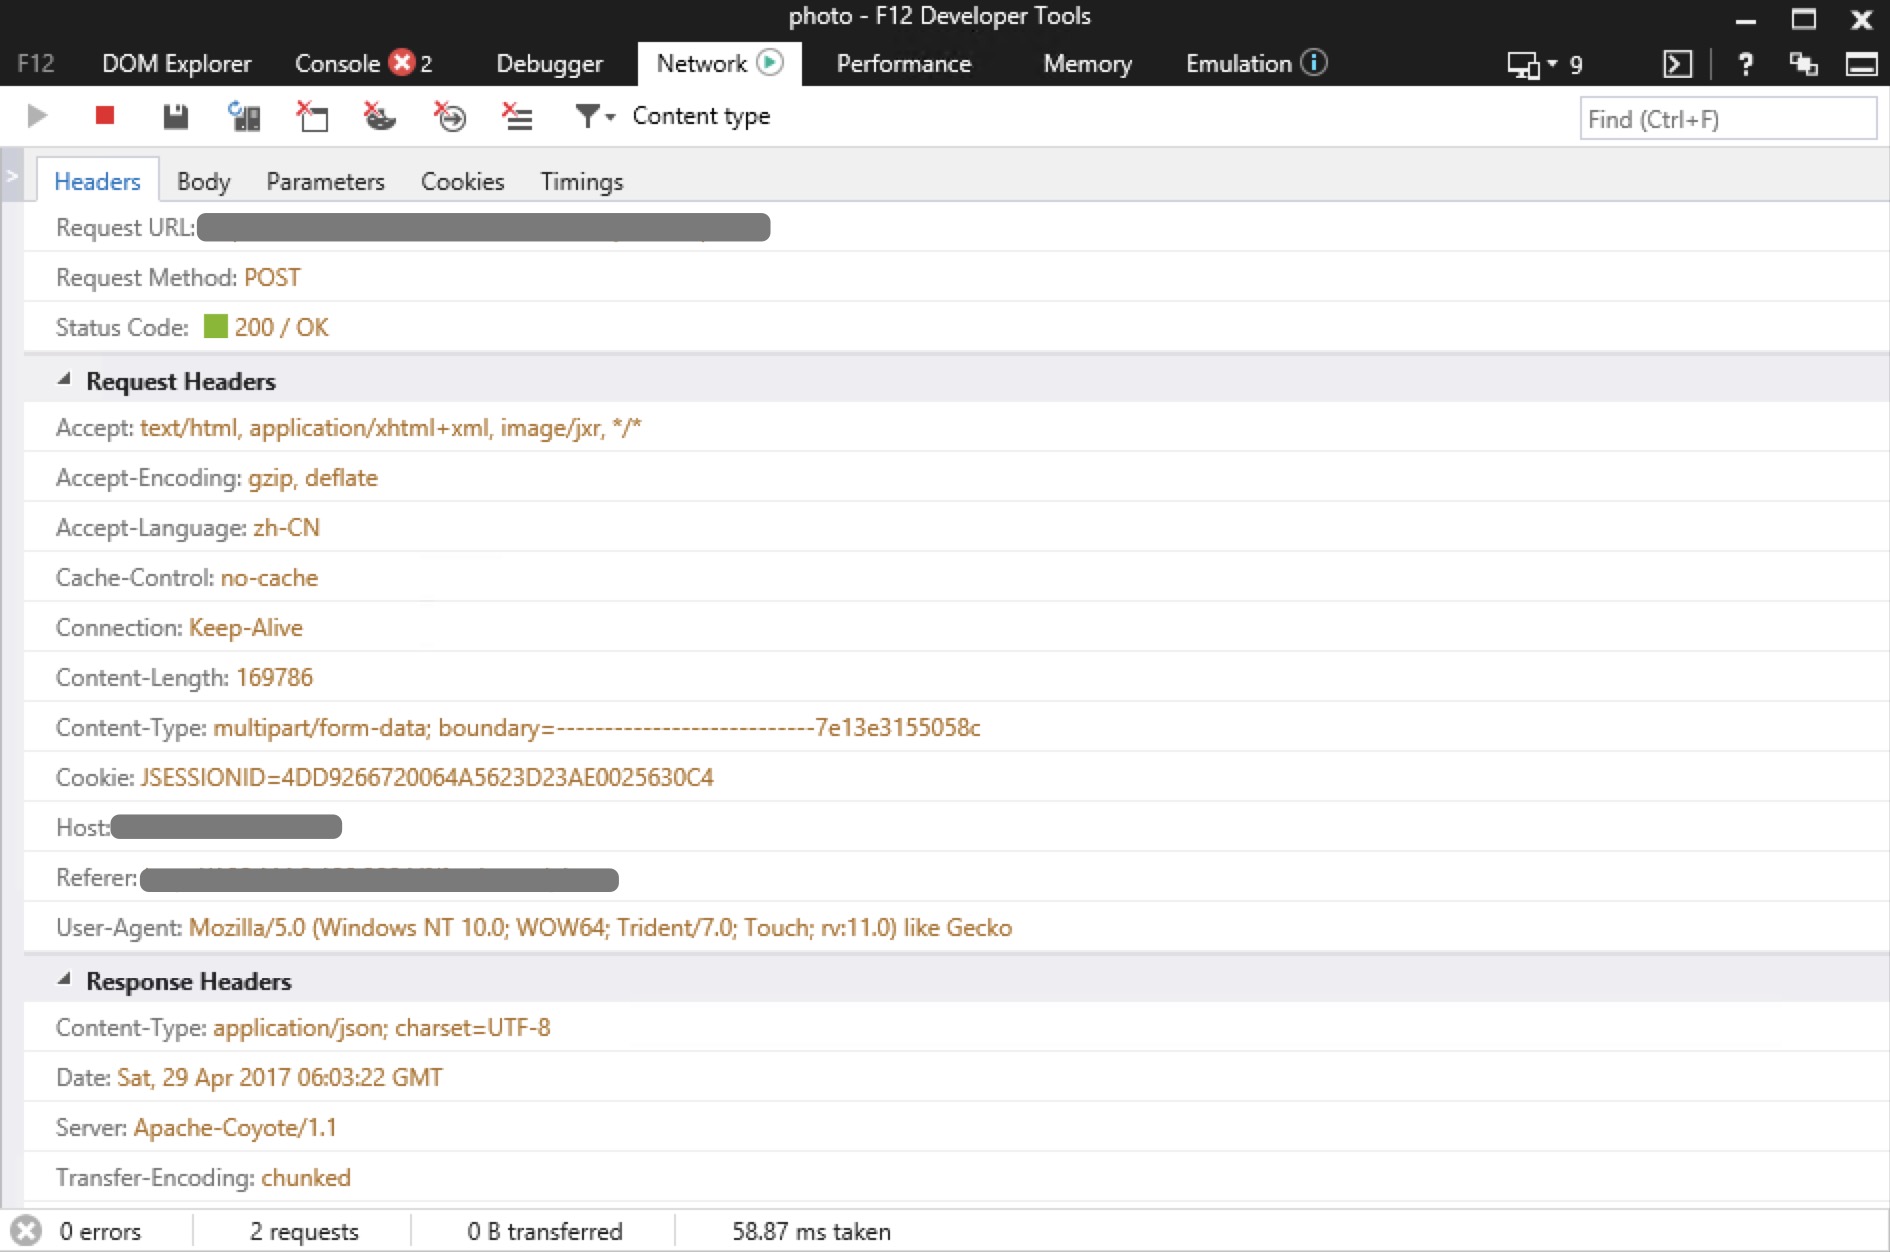 photo - F12 Developer Tools
F12 DOM Explorer Console 2 Debugger Network Performance Memory Emulation 9 ?
Content type Find (Ctrl+F)
> Headers Body Parameters Cookies Timings
Request URL:
Request Method: POST
Status Code: 200 / OK
Request Headers
Accept: text/html, application/xhtml+xml, image/jxr, */*
Accept-Encoding: gzip, deflate
Accept-Language: zh-CN
Cache-Control: no-cache
Connection: Keep-Alive
Content-Length: 169786
Content-Type: multipart/form-data; boundary=---------------------------7e13e3155058c
Cookie: JSESSIONID=4DD9266720064A5623D23AE0025630C4
Host:
Referer:
User-Agent: Mozilla/5.0 (Windows NT 10.0; WOW64; Trident/7.0; Touch; rv:11.0) like Gecko
Response Headers
Content-Type: application/json; charset=UTF-8
Date: Sat, 29 Apr 2017 06:03:22 GMT
Server: Apache-Coyote/1.1
Transfer-Encoding: chunked
0 errors 2 requests 0 B transferred 58.87 ms taken